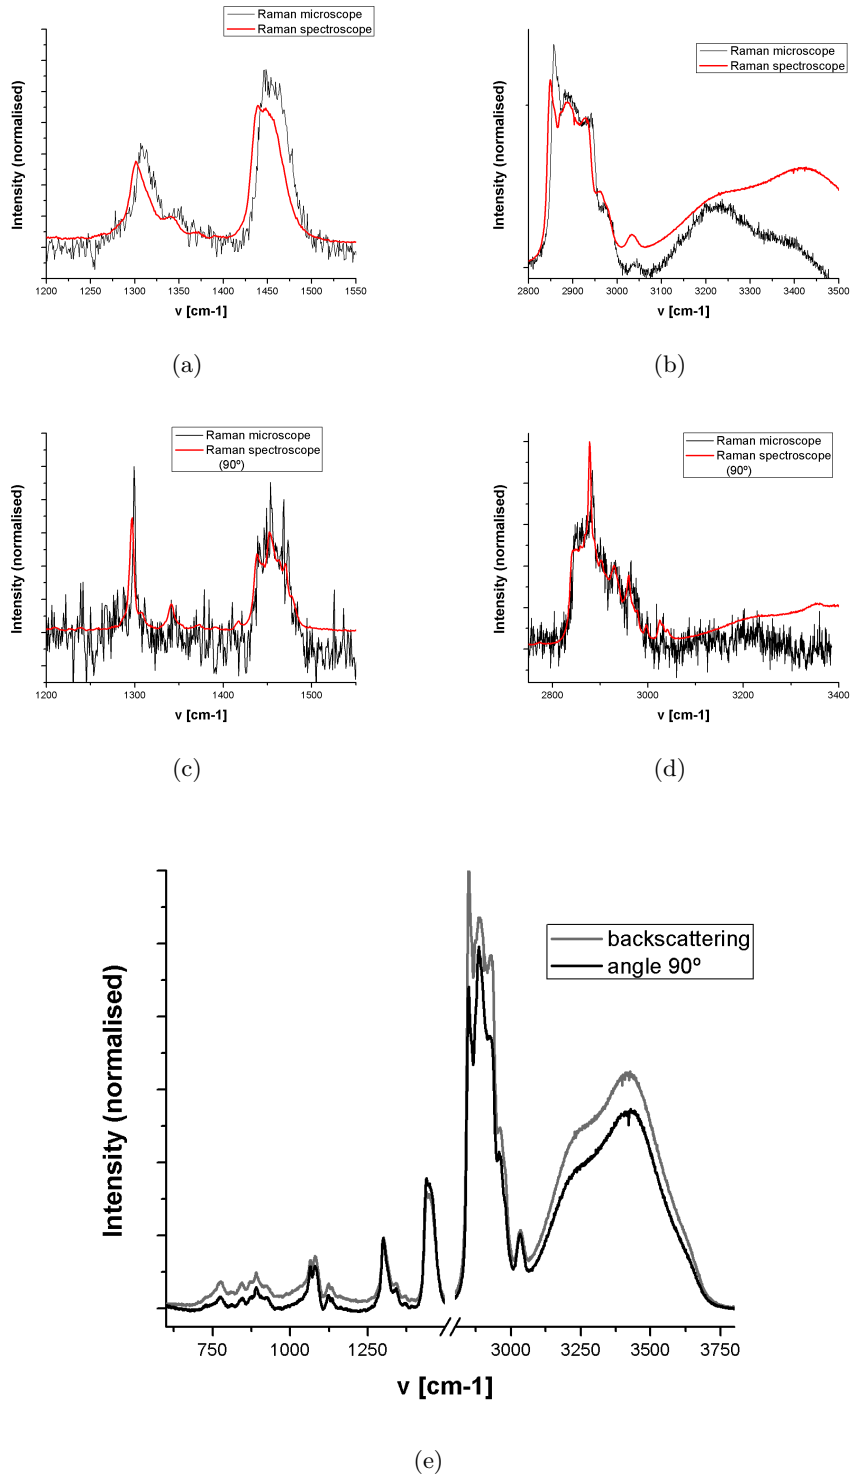 Raman microscope
Raman spectroscope
Intensity (normalised)
1200 1250 1300 1350 1400 1450 1500 1550
ν [cm-1]
(a)
Raman microscope
Raman spectroscope
Intensity (normalised)
2800 2900 3000 3100 3200 3300 3400 3500
ν [cm-1]
(b)
Raman microscope
Raman spectroscope
(90º)
Intensity (normalised)
1200 1300 1400 1500
ν [cm-1]
(c)
Raman microscope
Raman spectroscope
(90º)
Intensity (normalised)
2800 3000 3200 3400
ν [cm-1]
(d)
backscattering
angle 90º
Intensity (normalised)
750 1000 1250 3000 3250 3500 3750
ν [cm-1]
(e)